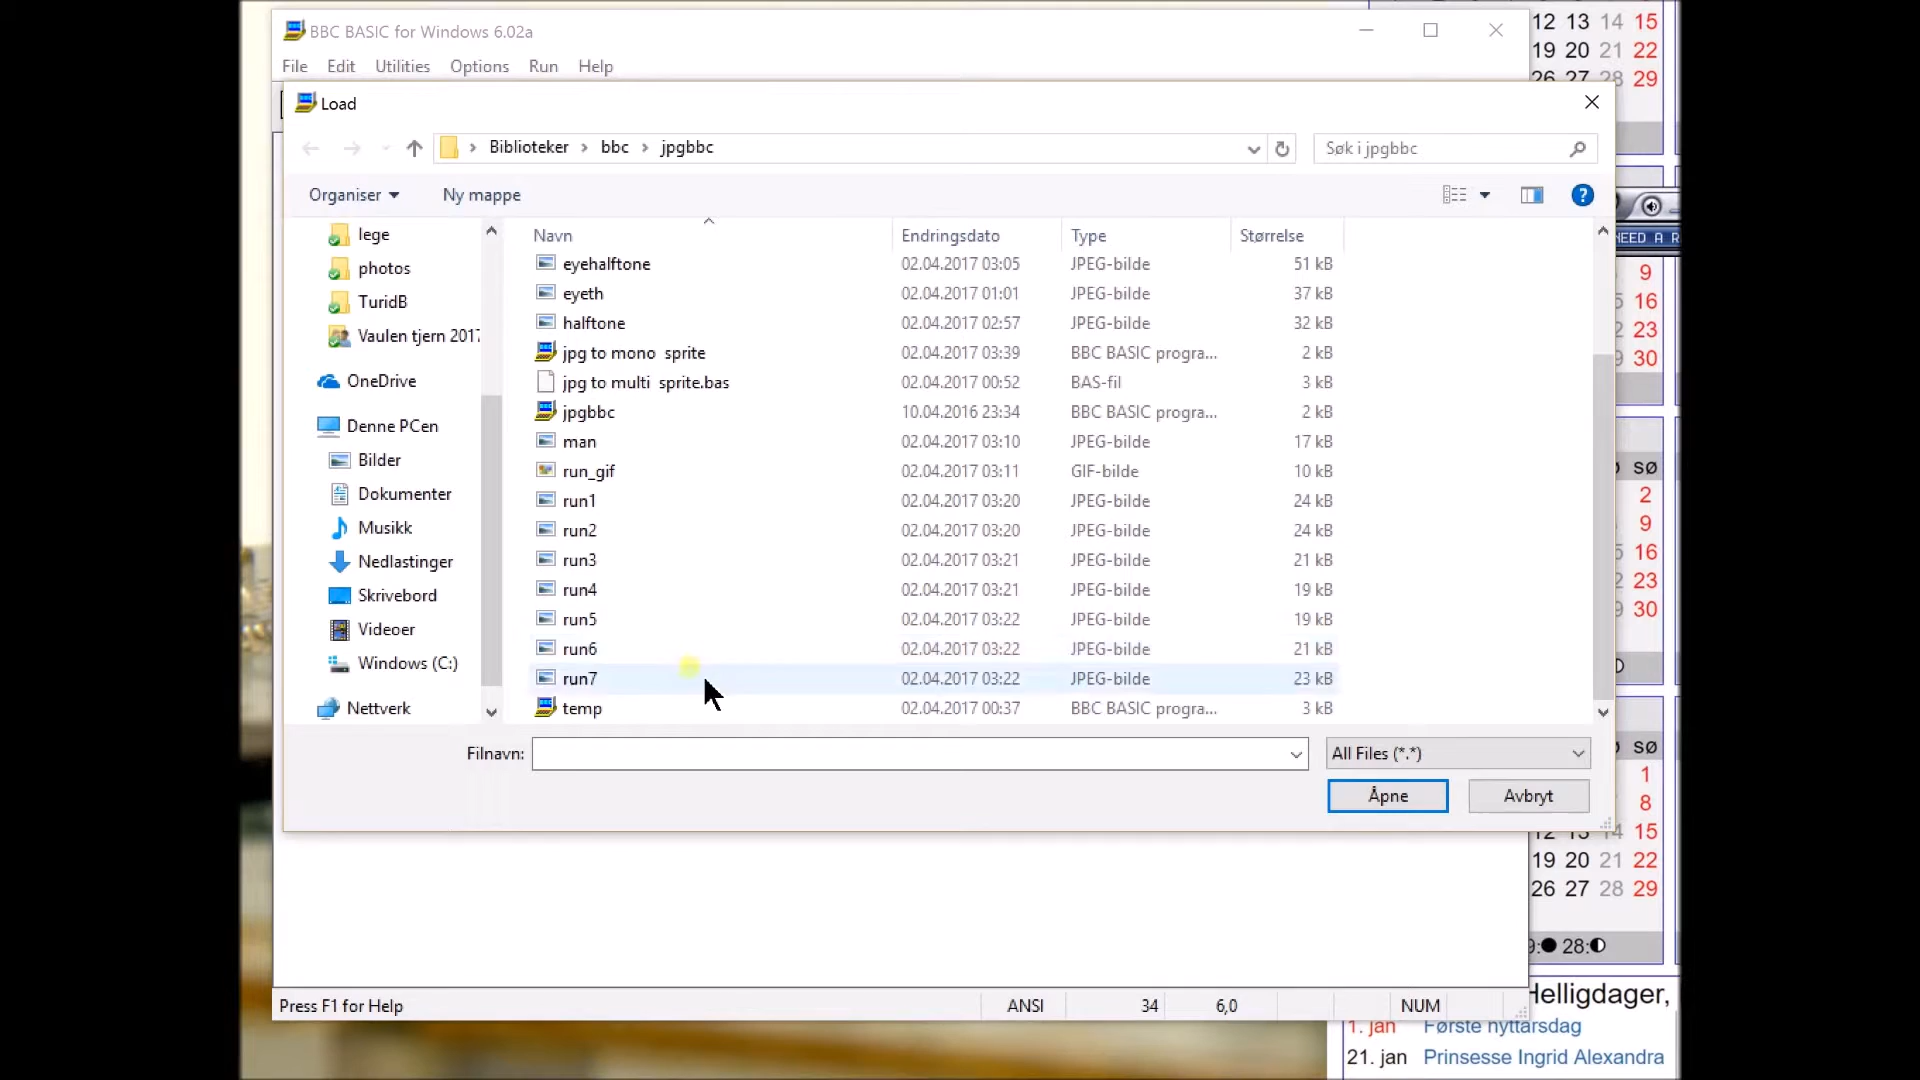 BBC BASIC for Windows 6.02a
File Edit Utilities Options Run Help
Load
Biblioteker > bbc > jpgbbc
Søk i jpgbbc
Organiser Ny mappe
Navn Endringsdato Type Størrelse
eyehalftone 02.04.2017 03:05 JPEG-bilde 51 kB
eyeth 02.04.2017 01:01 JPEG-bilde 37 kB
halftone 02.04.2017 02:57 JPEG-bilde 32 kB
jpg to mono sprite 02.04.2017 03:39 BBC BASIC progra... 2 kB
jpg to multi sprite.bas 02.04.2017 00:52 BAS-fil 3 kB
jpgbbc 10.04.2016 23:34 BBC BASIC progra... 2 kB
man 02.04.2017 03:10 JPEG-bilde 17 kB
run_gif 02.04.2017 03:11 GIF-bilde 10 kB
run1 02.04.2017 03:20 JPEG-bilde 24 kB
run2 02.04.2017 03:20 JPEG-bilde 24 kB
run3 02.04.2017 03:21 JPEG-bilde 21 kB
run4 02.04.2017 03:21 JPEG-bilde 19 kB
run5 02.04.2017 03:22 JPEG-bilde 19 kB
run6 02.04.2017 03:22 JPEG-bilde 21 kB
run7 02.04.2017 03:22 JPEG-bilde 23 kB
temp 02.04.2017 00:37 BBC BASIC progra... 3 kB
lege
photos
TuridB
Vaulen tjern 2017
OneDrive
Denne PCen
Bilder
Dokumenter
Musikk
Nedlastinger
Skrivebord
Videoer
Windows (C:)
Nettverk
Filnavn:
All Files (*.*)
Åpne Avbryt
Press F1 for Help ANSI 34 6,0 NUM
12 13 14 15
19 20 21 22
26 27 28 29
NEED A R
9
16
23
30
sø
2
9
16
23
30
sø
1
8
12 13 14 15
19 20 21 22
26 27 28 29
28:
Helligdager,
1. jan Første nyttårsdag
21. jan Prinsesse Ingrid Alexandra